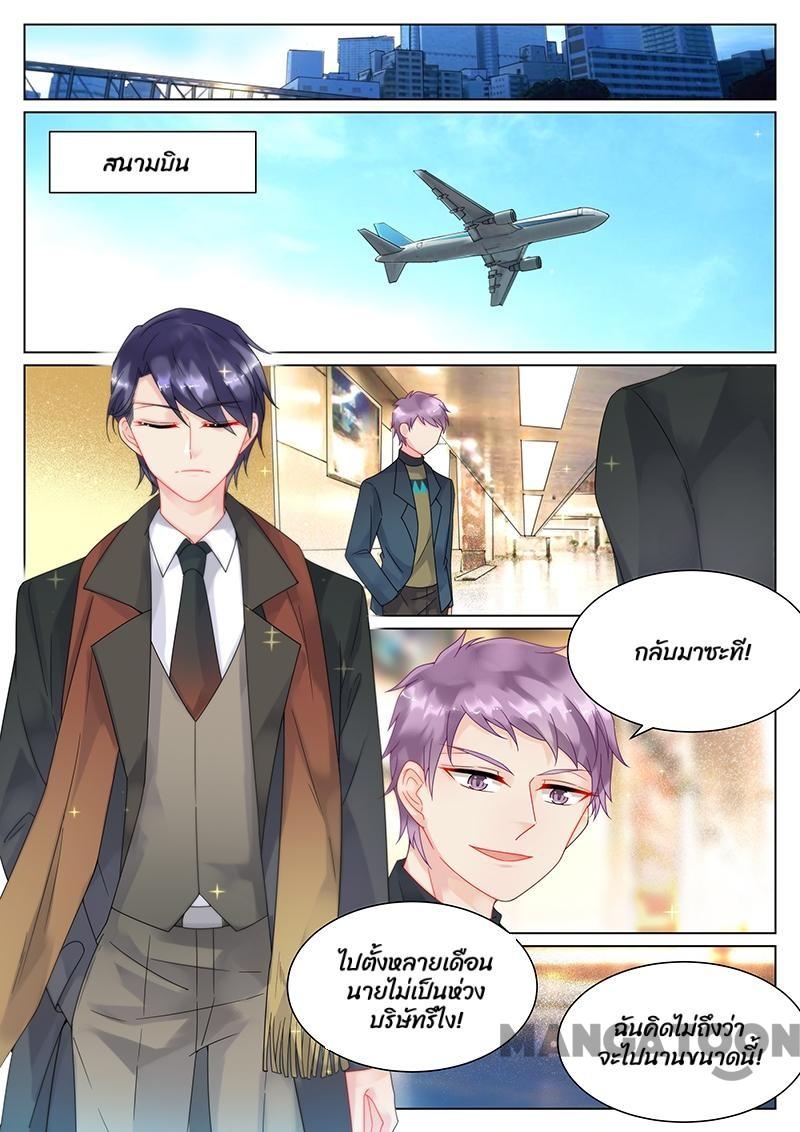 สนามบิน
กลับมาซะที!
ไปตั้งหลายเดือน
นายไม่เป็นห่วง
บริษัทรึไง!
ฉันคิดไม่ถึงว่า
จะไปนานขนาดนี้!
MANGATOON